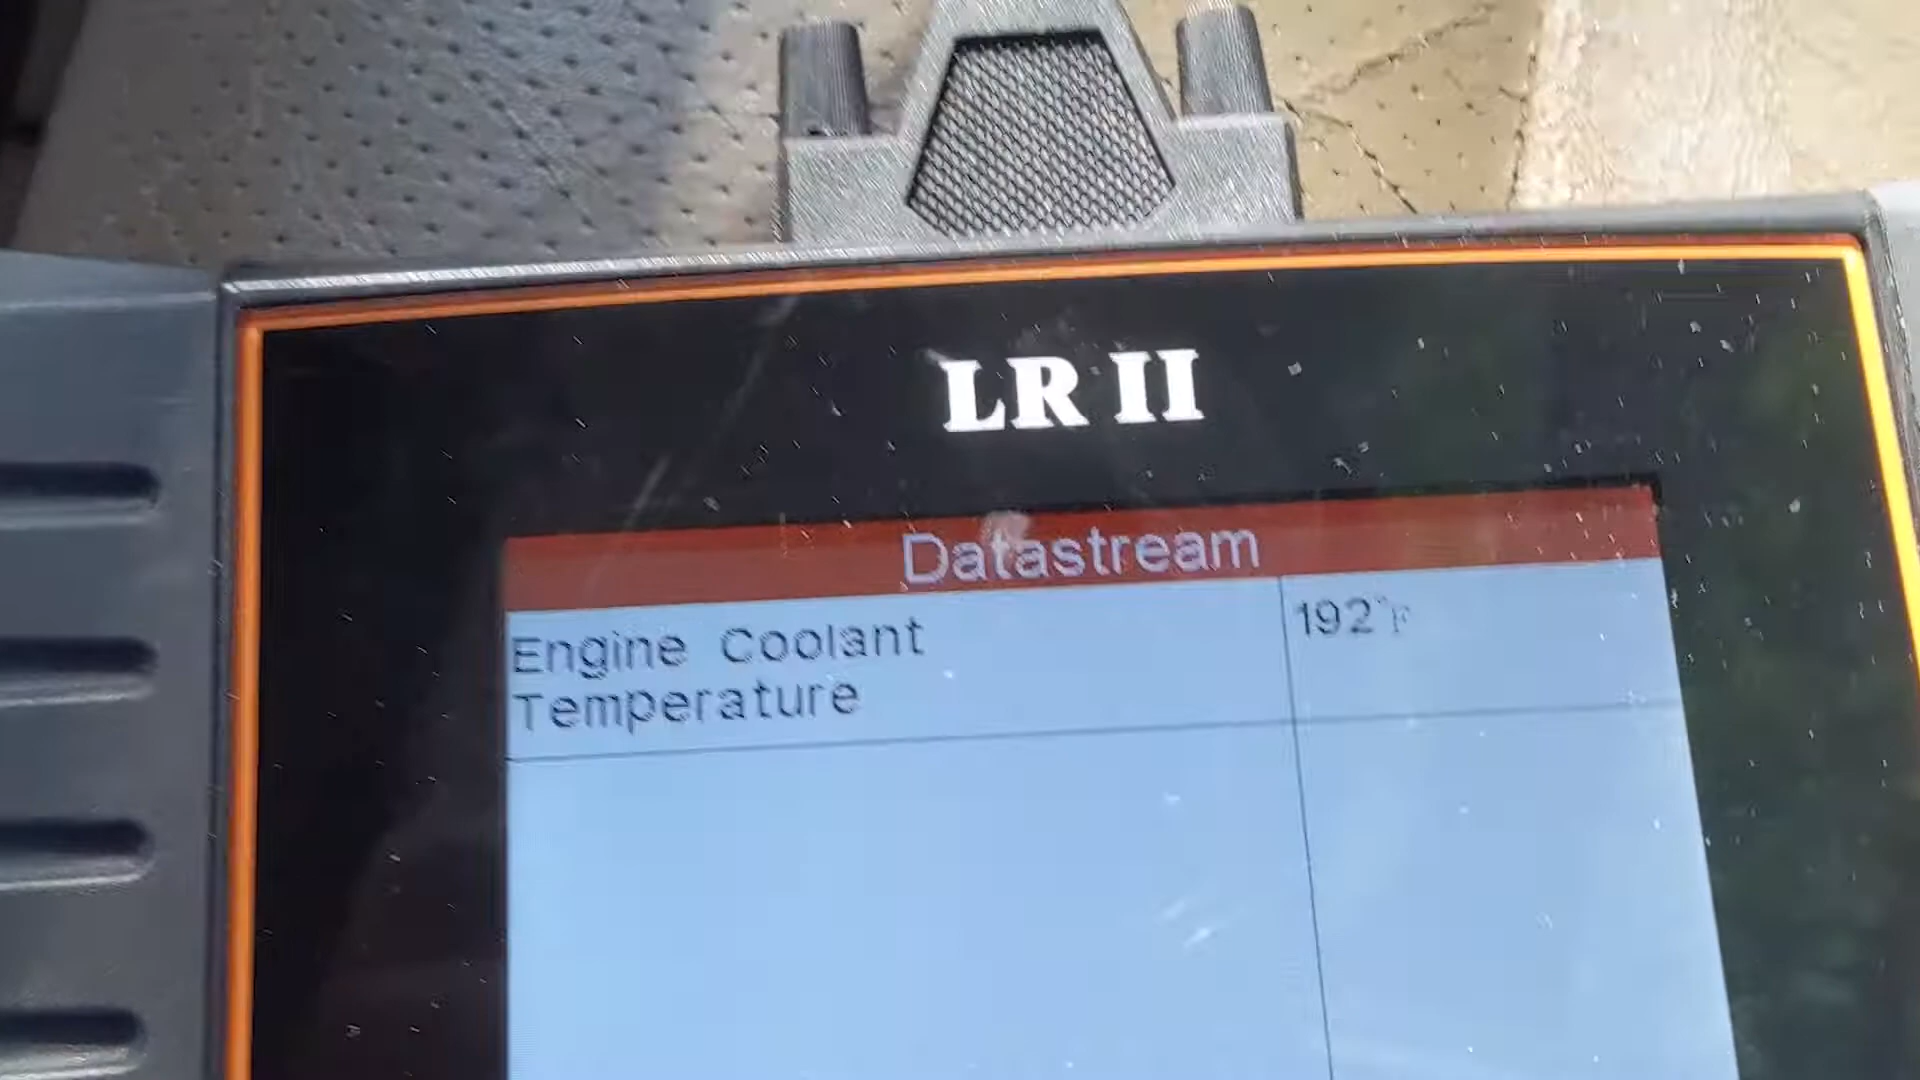 LR II
Datastream
Engine Coolant
Temperature
192°F